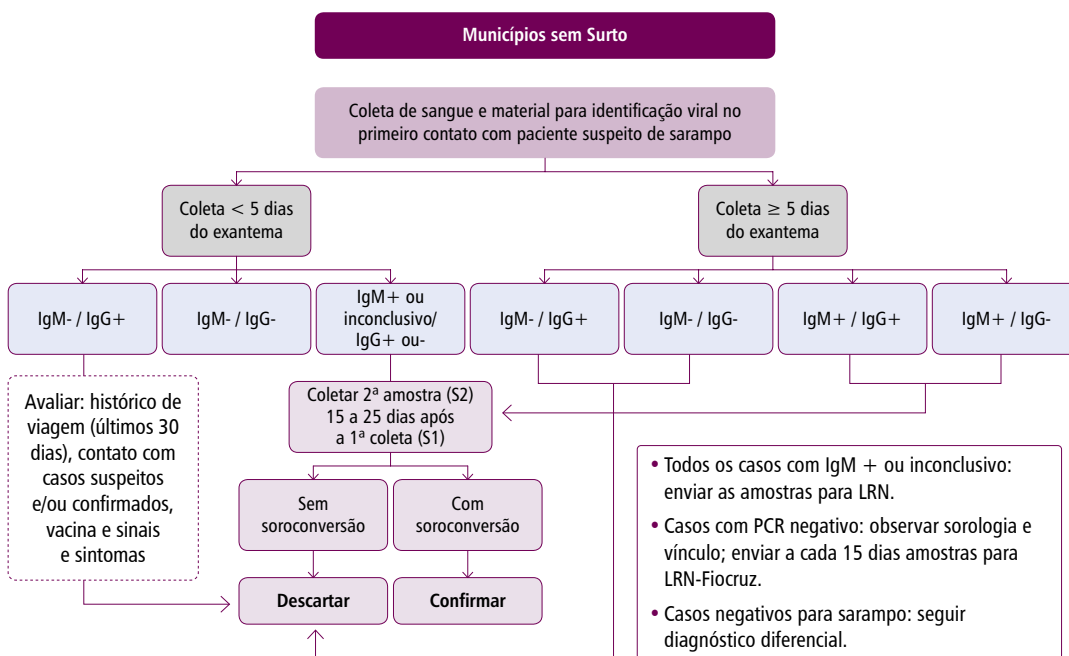 Municípios sem Surto
Coleta de sangue e material para identificação viral no
primeiro contato com paciente suspeito de sarampo
Coleta < 5 dias
do exantema
Coleta ≥ 5 dias
do exantema
IgM- / IgG+
IgM- / IgG-
IgM+ ou
inconclusivo/
IgG+ ou-
IgM- / IgG+
IgM- / IgG-
IgM+ / IgG+
IgM+ / IgG-
Avaliar: histórico de
viagem (últimos 30
dias), contato com
casos suspeitos
e/ou confirmados,
vacina e sinais
e sintomas
Coletar 2ª amostra (S2)
15 a 25 dias após
a 1ª coleta (S1)
Sem
soroconversão
Com
soroconversão
Descartar
Confirmar
• Todos os casos com IgM + ou inconclusivo:
enviar as amostras para LRN.
• Casos com PCR negativo: observar sorologia e
vínculo; enviar a cada 15 dias amostras para
LRN-Fiocruz.
• Casos negativos para sarampo: seguir
diagnóstico diferencial.